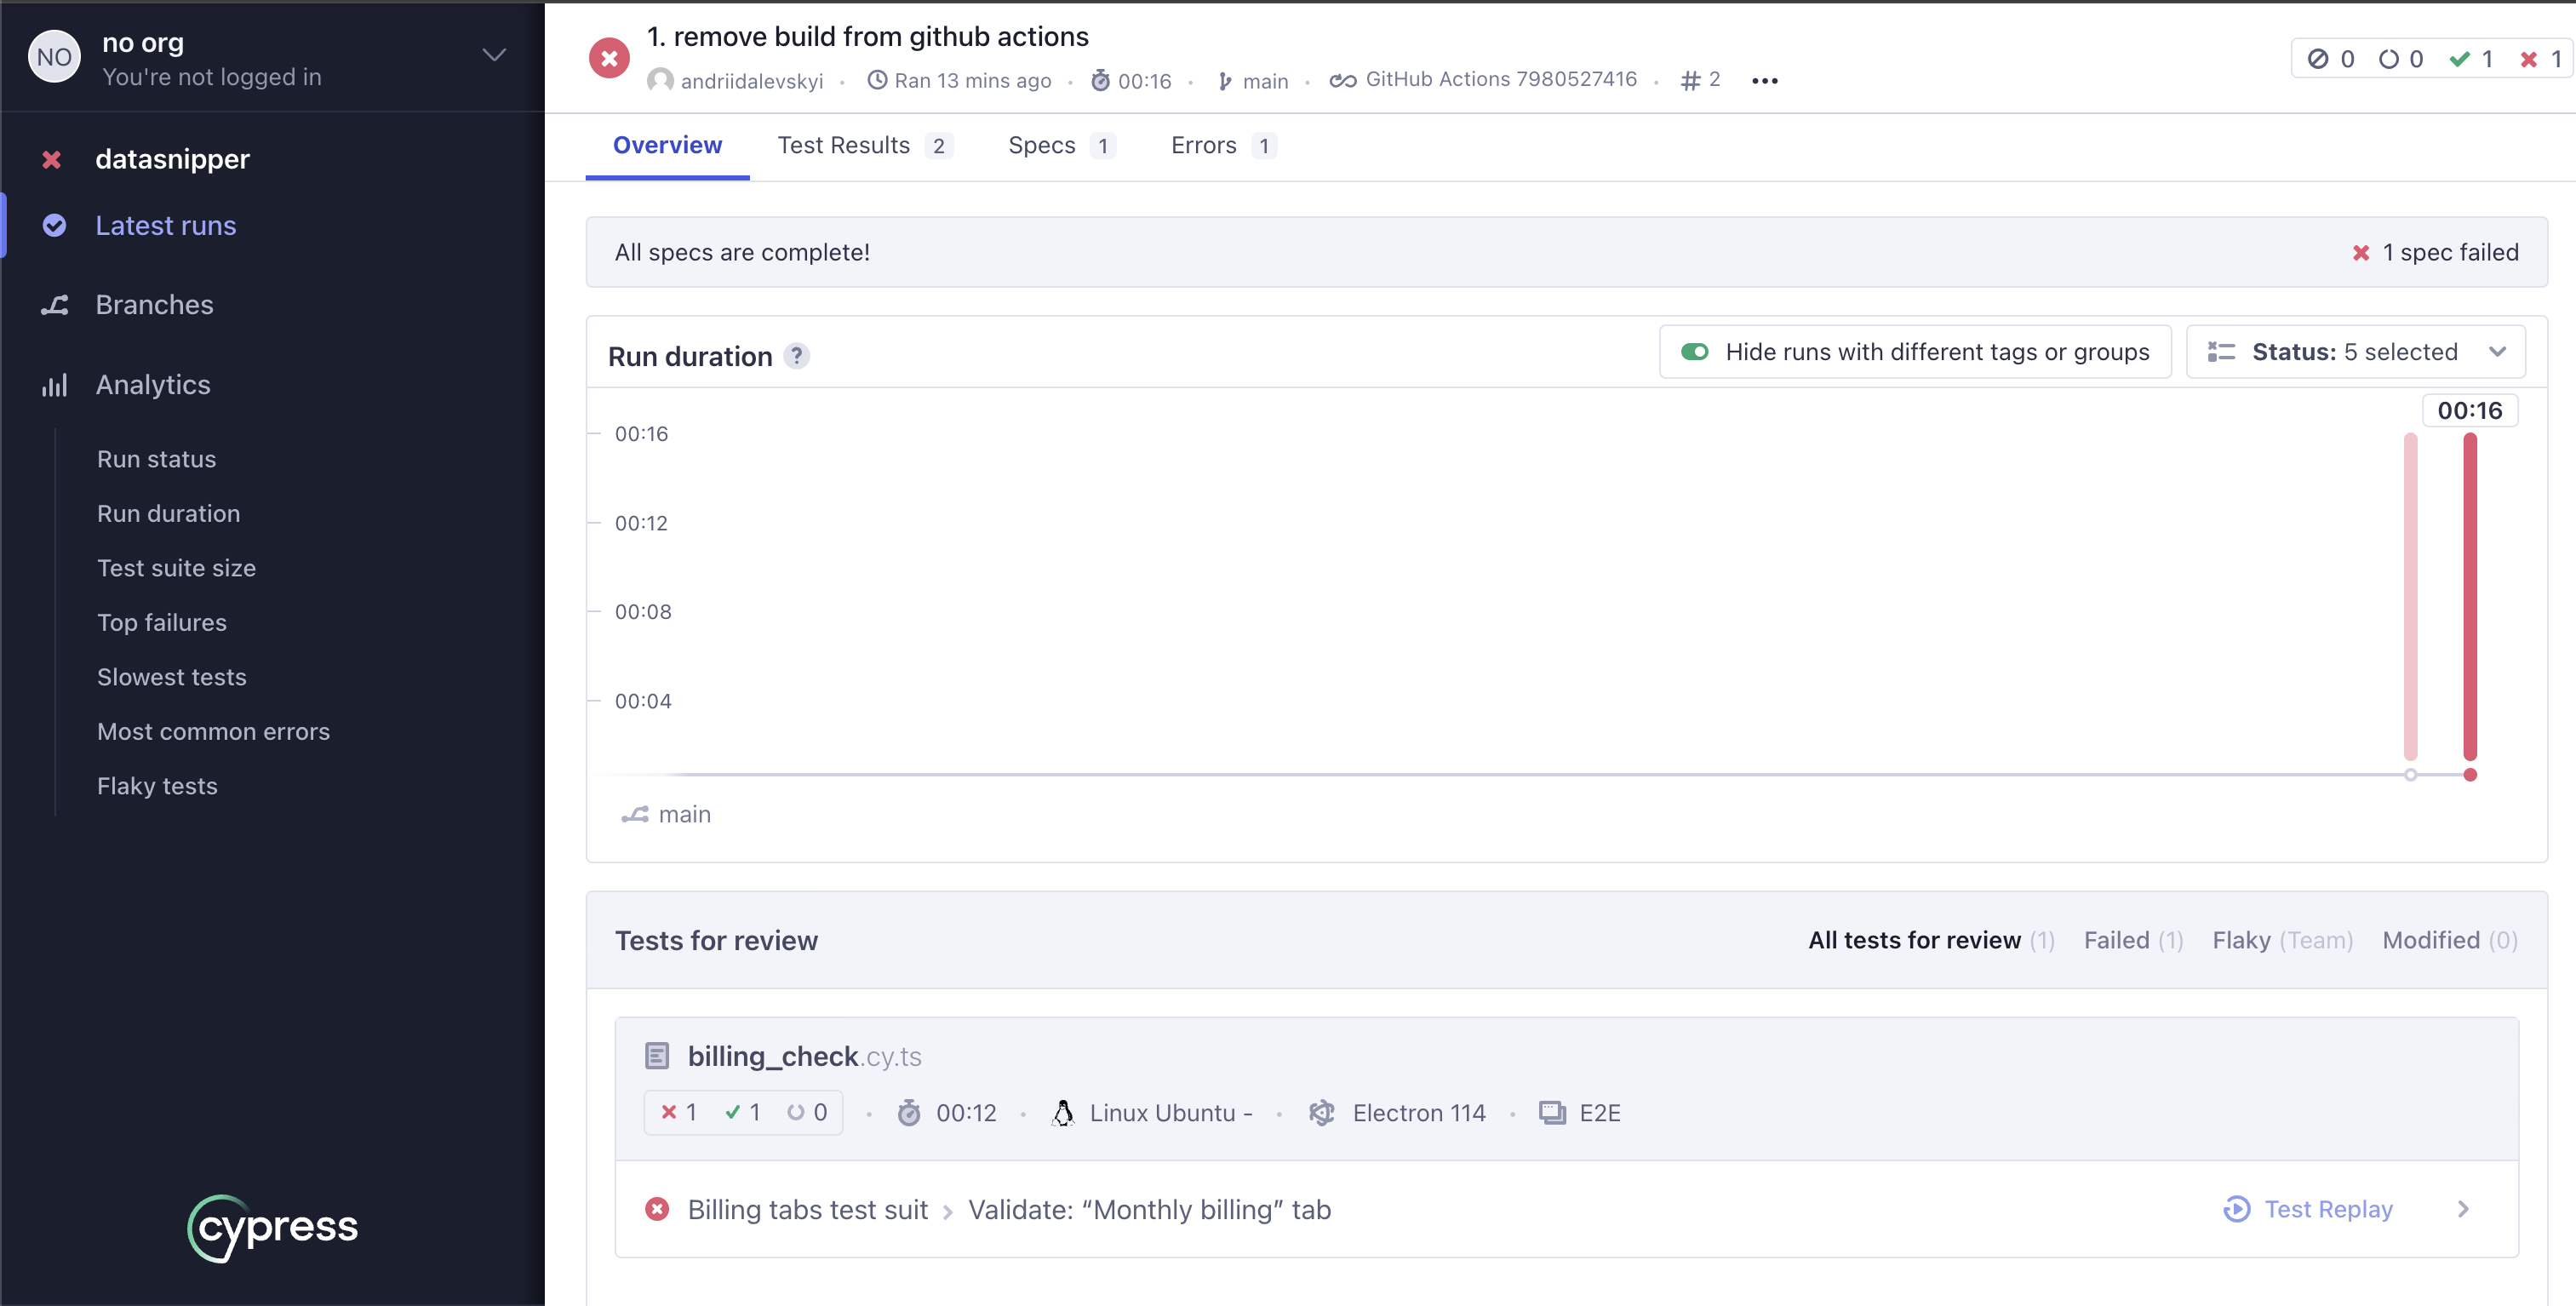 NO
no org
You're not logged in
datasnipper
Latest runs
Branches
Analytics
Run status
Run duration
Test suite size
Top failures
Slowest tests
Most common errors
Flaky tests
cypress
1. remove build from github actions
andriidalevskyi · Ran 13 mins ago · 00:16 · main · GitHub Actions 7980527416 · # 2 •••
0 0 1 1
Overview Test Results 2 Specs 1 Errors 1
All specs are complete! 1 spec failed
Run duration ? Hide runs with different tags or groups Status: 5 selected
00:16
00:16
00:12
00:08
00:04
main
Tests for review All tests for review (1) Failed (1) Flaky (Team) Modified (0)
billing_check.cy.ts
1 1 0 · 00:12 · Linux Ubuntu - · Electron 114 · E2E
Billing tabs test suit > Validate: “Monthly billing” tab Test Replay >